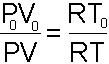 P₀V₀/PV = RT₀/RT